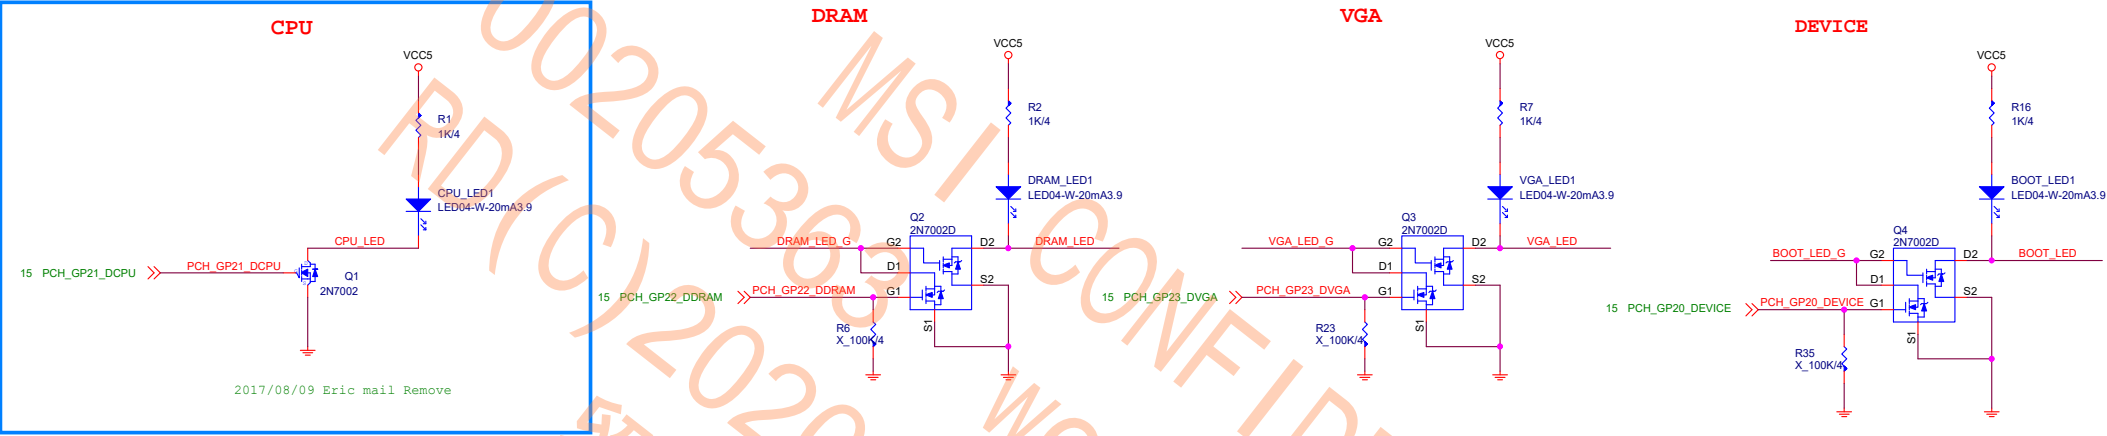 CPU
VCC5
R1
1K/4
CPU_LED1
LED04-W-20mA3.9
CPU_LED
15 PCH_GP21_DCPU
PCH_GP21_DCPU
Q1
2N7002
2017/08/09 Eric mail Remove
DRAM
VCC5
R2
1K/4
DRAM_LED1
LED04-W-20mA3.9
Q2
2N7002D
DRAM_LED_G
G2
D2
DRAM_LED
D1
S2
15 PCH_GP22_DDRAM
PCH_GP22_DDRAM
G1
S1
R6
X_100K/4
VGA
VCC5
R7
1K/4
VGA_LED1
LED04-W-20mA3.9
Q3
2N7002D
VGA_LED_G
G2
D2
VGA_LED
D1
S2
15 PCH_GP23_DVGA
PCH_GP23_DVGA
G1
S1
R23
X_100K/4
DEVICE
VCC5
R16
1K/4
BOOT_LED1
LED04-W-20mA3.9
Q4
2N7002D
BOOT_LED_G
G2
D2
BOOT_LED
D1
S2
15 PCH_GP20_DEVICE
PCH_GP20_DEVICE
G1
S1
R35
X_100K/4
002205363
MSI CONFID
RD(C)2020